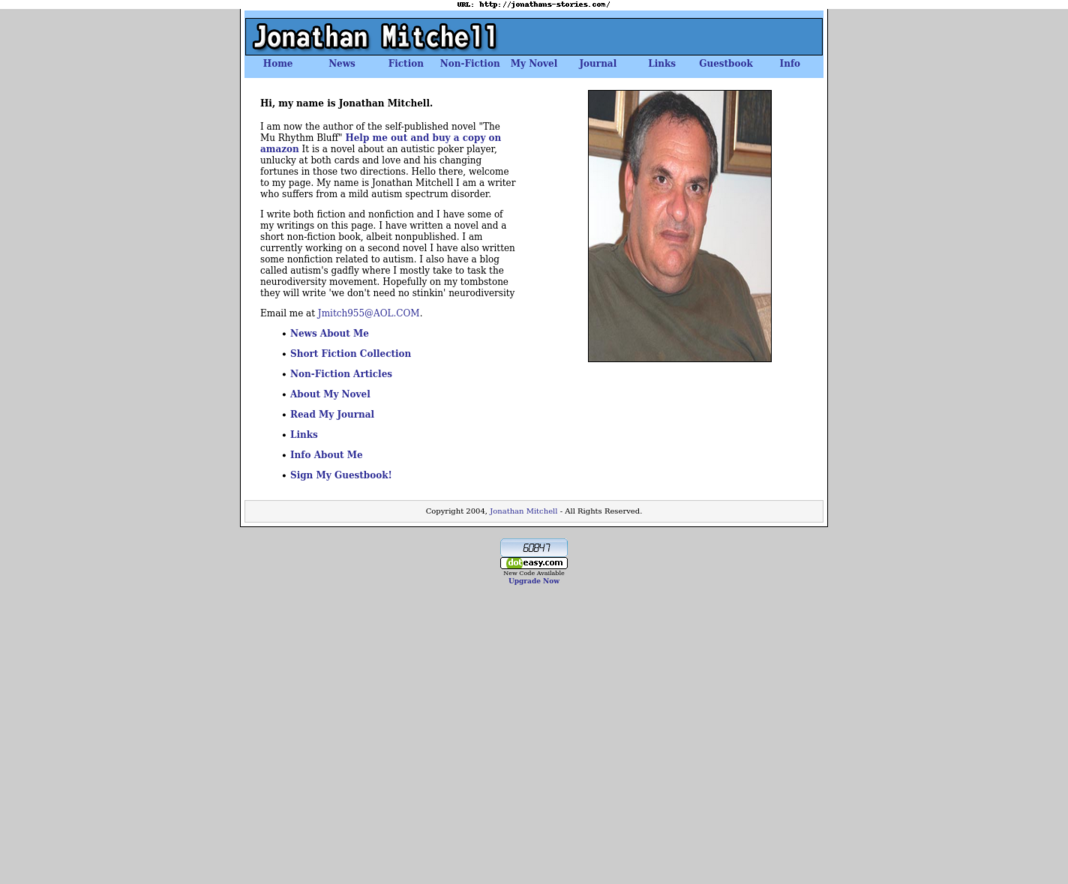 URL: http://jonathans-stories.com/
Jonathan Mitchell
Home News Fiction Non-Fiction My Novel Journal Links Guestbook Info
Hi, my name is Jonathan Mitchell.
I am now the author of the self-published novel "The
Mu Rhythm Bluff" Help me out and buy a copy on
amazon It is a novel about an autistic poker player,
unlucky at both cards and love and his changing
fortunes in those two directions. Hello there, welcome
to my page. My name is Jonathan Mitchell I am a writer
who suffers from a mild autism spectrum disorder.
I write both fiction and nonfiction and I have some of
my writings on this page. I have written a novel and a
short non-fiction book, albeit nonpublished. I am
currently working on a second novel I have also written
some nonfiction related to autism. I also have a blog
called autism's gadfly where I mostly take to task the
neurodiversity movement. Hopefully on my tombstone
they will write 'we don't need no stinkin' neurodiversity
Email me at Jmitch955@AOL.COM.
• News About Me
• Short Fiction Collection
• Non-Fiction Articles
• About My Novel
• Read My Journal
• Links
• Info About Me
• Sign My Guestbook!
Copyright 2004, Jonathan Mitchell - All Rights Reserved.
60847
doteasy.com
New Code Available
Upgrade Now